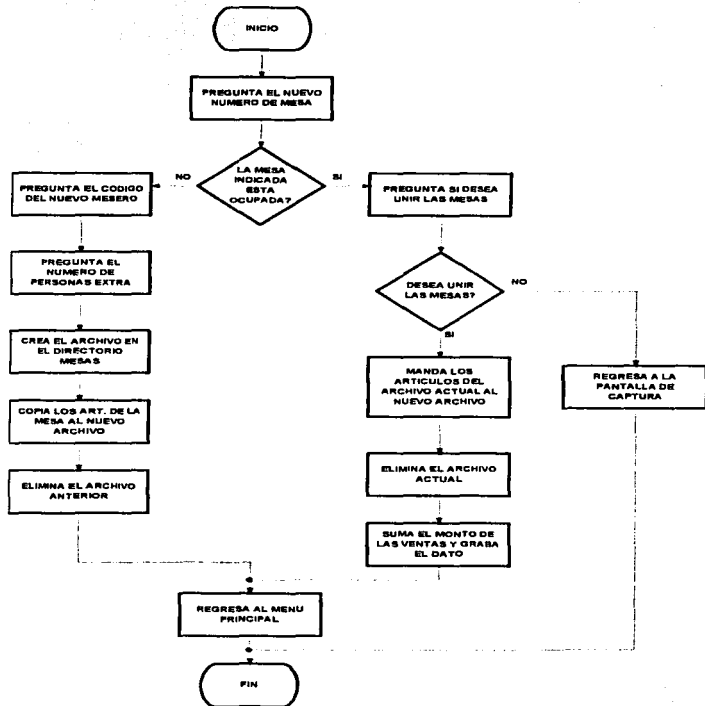 INICIO
PREGUNTA EL NUEVO
NUMERO DE MESA
LA MESA
INDICADA
ESTA
OCUPADA?
NO
SI
PREGUNTA EL CODIGO
DEL NUEVO MESERO
PREGUNTA SI DESEA
UNIR LAS MESAS
PREGUNTA EL
NUMERO DE
PERSONAS EXTRA
DESEA UNIR
LAS MESAS?
NO
SI
CREA EL ARCHIVO EN
EL DIRECTORIO
MESAS
MANDA LOS
ARTICULOS DEL
ARCHIVO ACTUAL AL
NUEVO ARCHIVO
REGRESA A LA
PANTALLA DE
CAPTURA
COPIA LOS ART. DE LA
MESA AL NUEVO
ARCHIVO
ELIMINA EL ARCHIVO
ACTUAL
ELIMINA EL ARCHIVO
ANTERIOR
SUMA EL MONTO DE
LAS VENTAS Y GRABA
EL DATO
REGRESA AL MENU
PRINCIPAL
FIN